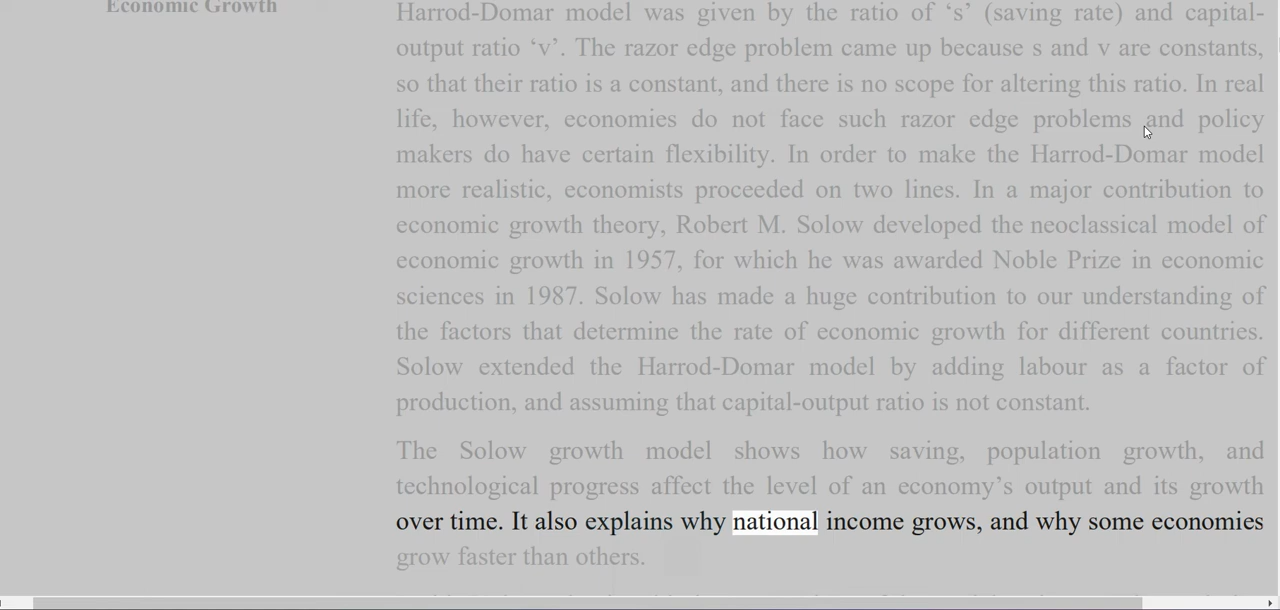 Economic Growth
Harrod-Domar model was given by the ratio of ‘s’ (saving rate) and capital-
output ratio ‘v’. The razor edge problem came up because s and v are constants,
so that their ratio is a constant, and there is no scope for altering this ratio. In real
life, however, economies do not face such razor edge problems and policy
makers do have certain flexibility. In order to make the Harrod-Domar model
more realistic, economists proceeded on two lines. In a major contribution to
economic growth theory, Robert M. Solow developed the neoclassical model of
economic growth in 1957, for which he was awarded Noble Prize in economic
sciences in 1987. Solow has made a huge contribution to our understanding of
the factors that determine the rate of economic growth for different countries.
Solow extended the Harrod-Domar model by adding labour as a factor of
production, and assuming that capital-output ratio is not constant.
The Solow growth model shows how saving, population growth, and
technological progress affect the level of an economy’s output and its growth
over time. It also explains why national income grows, and why some economies
grow faster than others.